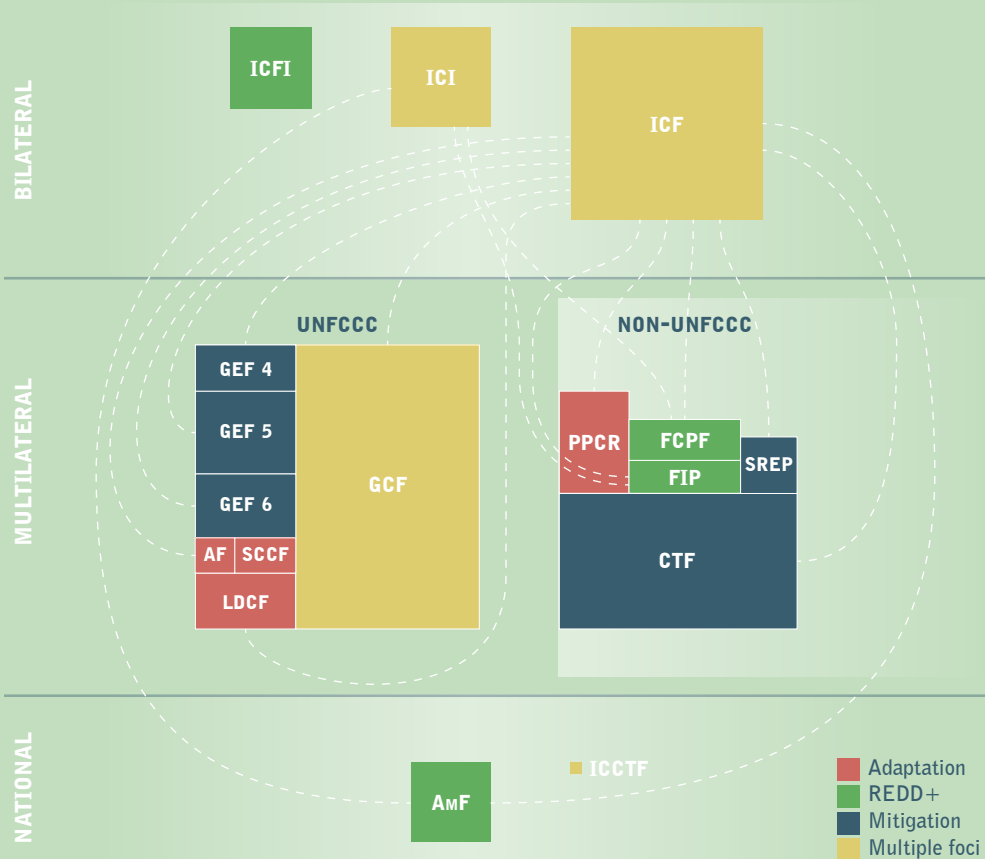 BILATERAL
ICFI
ICI
ICF
MULTILATERAL
UNFCCC
GEF 4
GEF 5
GEF 6
AF
SCCF
LDCF
GCF
NON-UNFCCC
PPCR
FCPF
FIP
SREP
CTF
NATIONAL
AMF
ICCTF
Adaptation
REDD+
Mitigation
Multiple foci